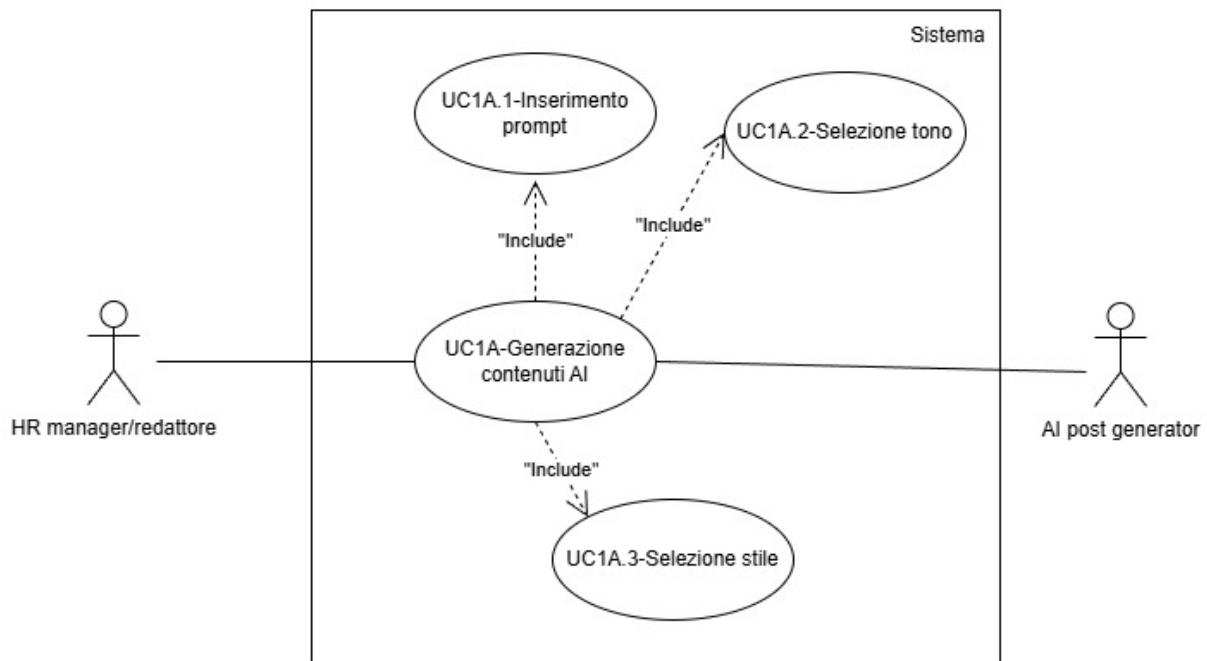 Sistema
UC1A.1-Inserimento
prompt
UC1A.2-Selezione tono
"Include"
"Include"
UC1A-Generazione
contenuti AI
HR manager/redattore
AI post generator
"Include"
UC1A.3-Selezione stile